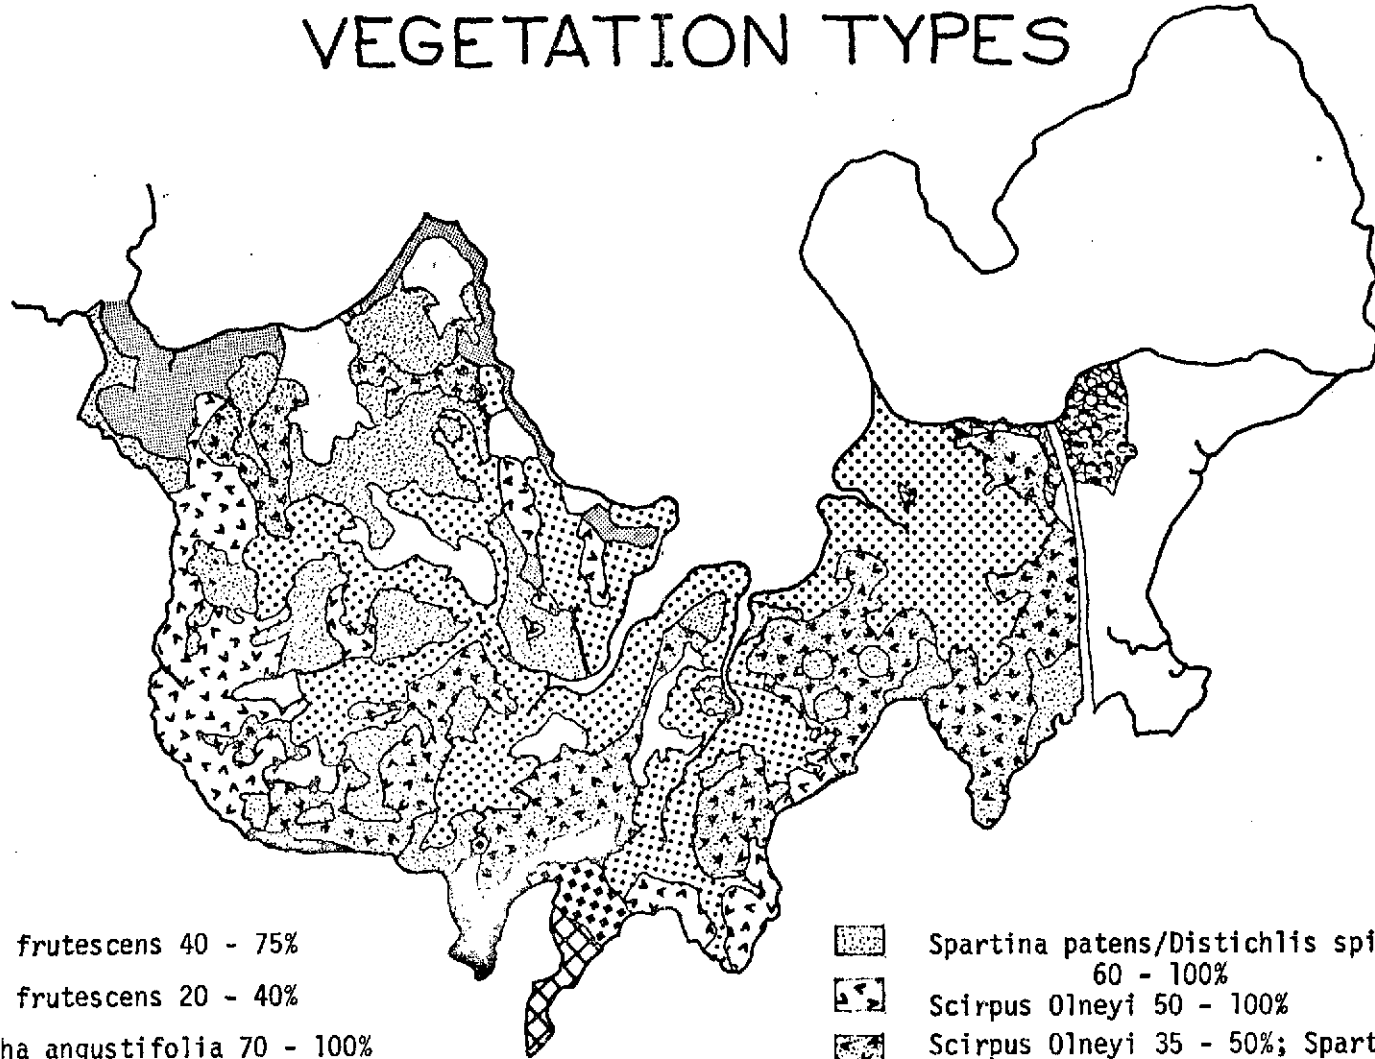 VEGETATION TYPES
frutescens 40 - 75%
frutescens 20 - 40%
ha angustifolia 70 - 100%
Spartina patens/Distichlis spi
60 - 100%
Scirpus Olneyi 50 - 100%
Scirpus Olneyi 35 - 50%; Spart